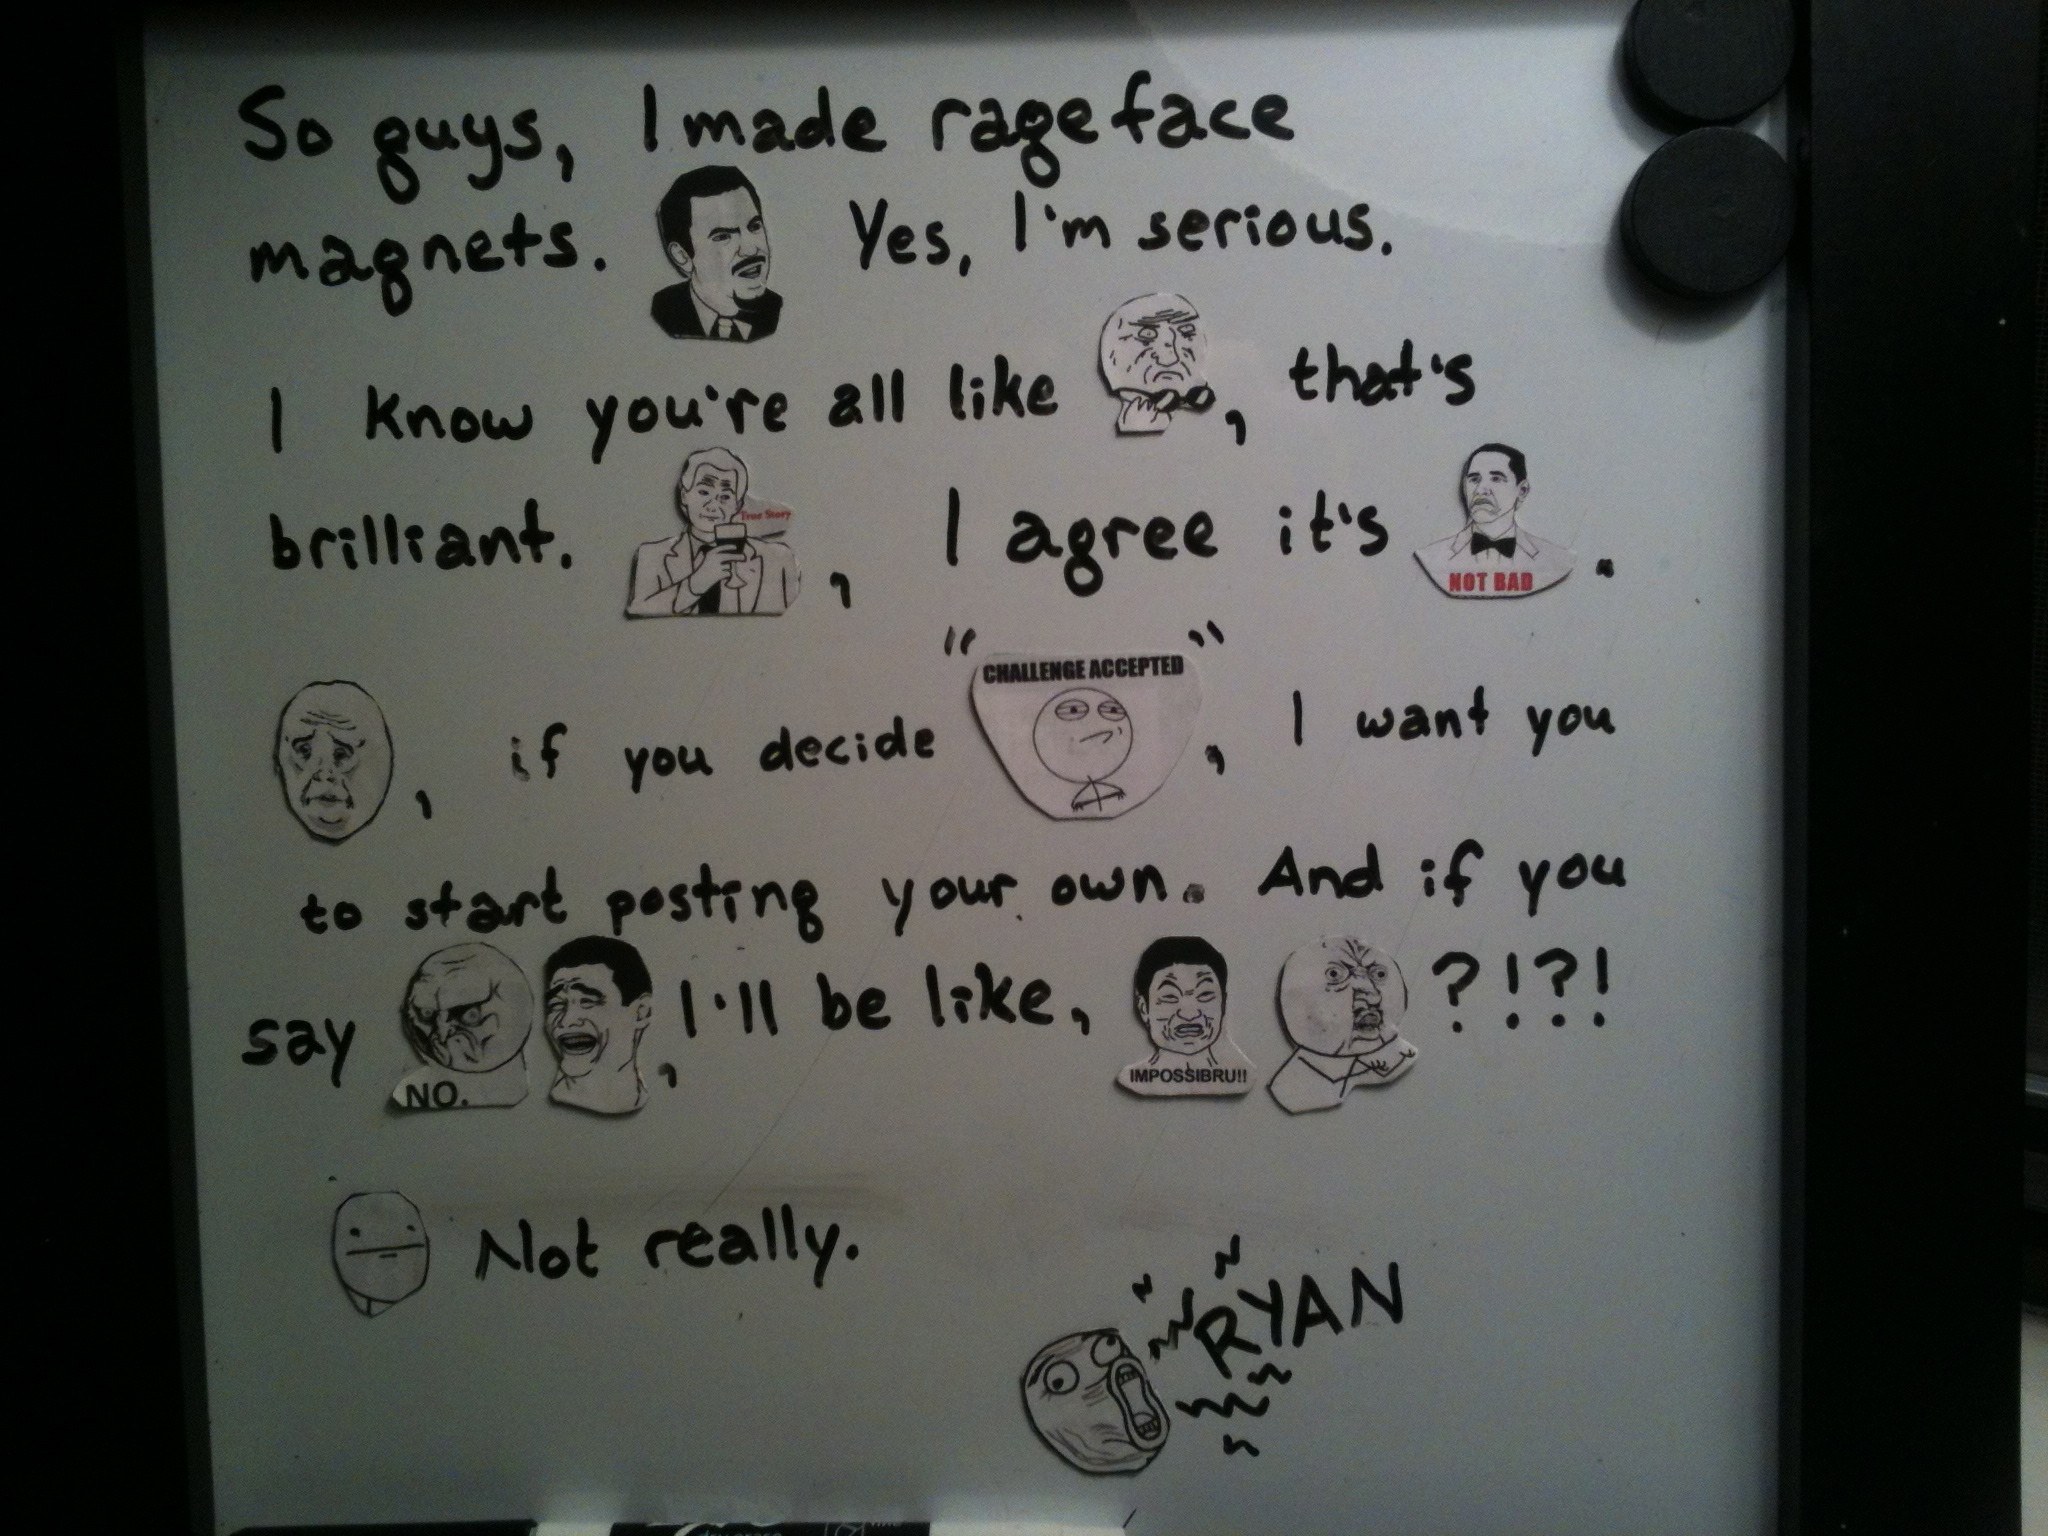 So guys, I made rageface
magnets. Yes, I'm serious.
I know you're all like , that's
brilliant. True Story , I agree it's NOT BAD .
, if you decide "CHALLENGE ACCEPTED", I want you
to start posting your own. And if you
say NO. , I'll be like, IMPOSSIBRU!! ?!?!
Not really.
RYAN